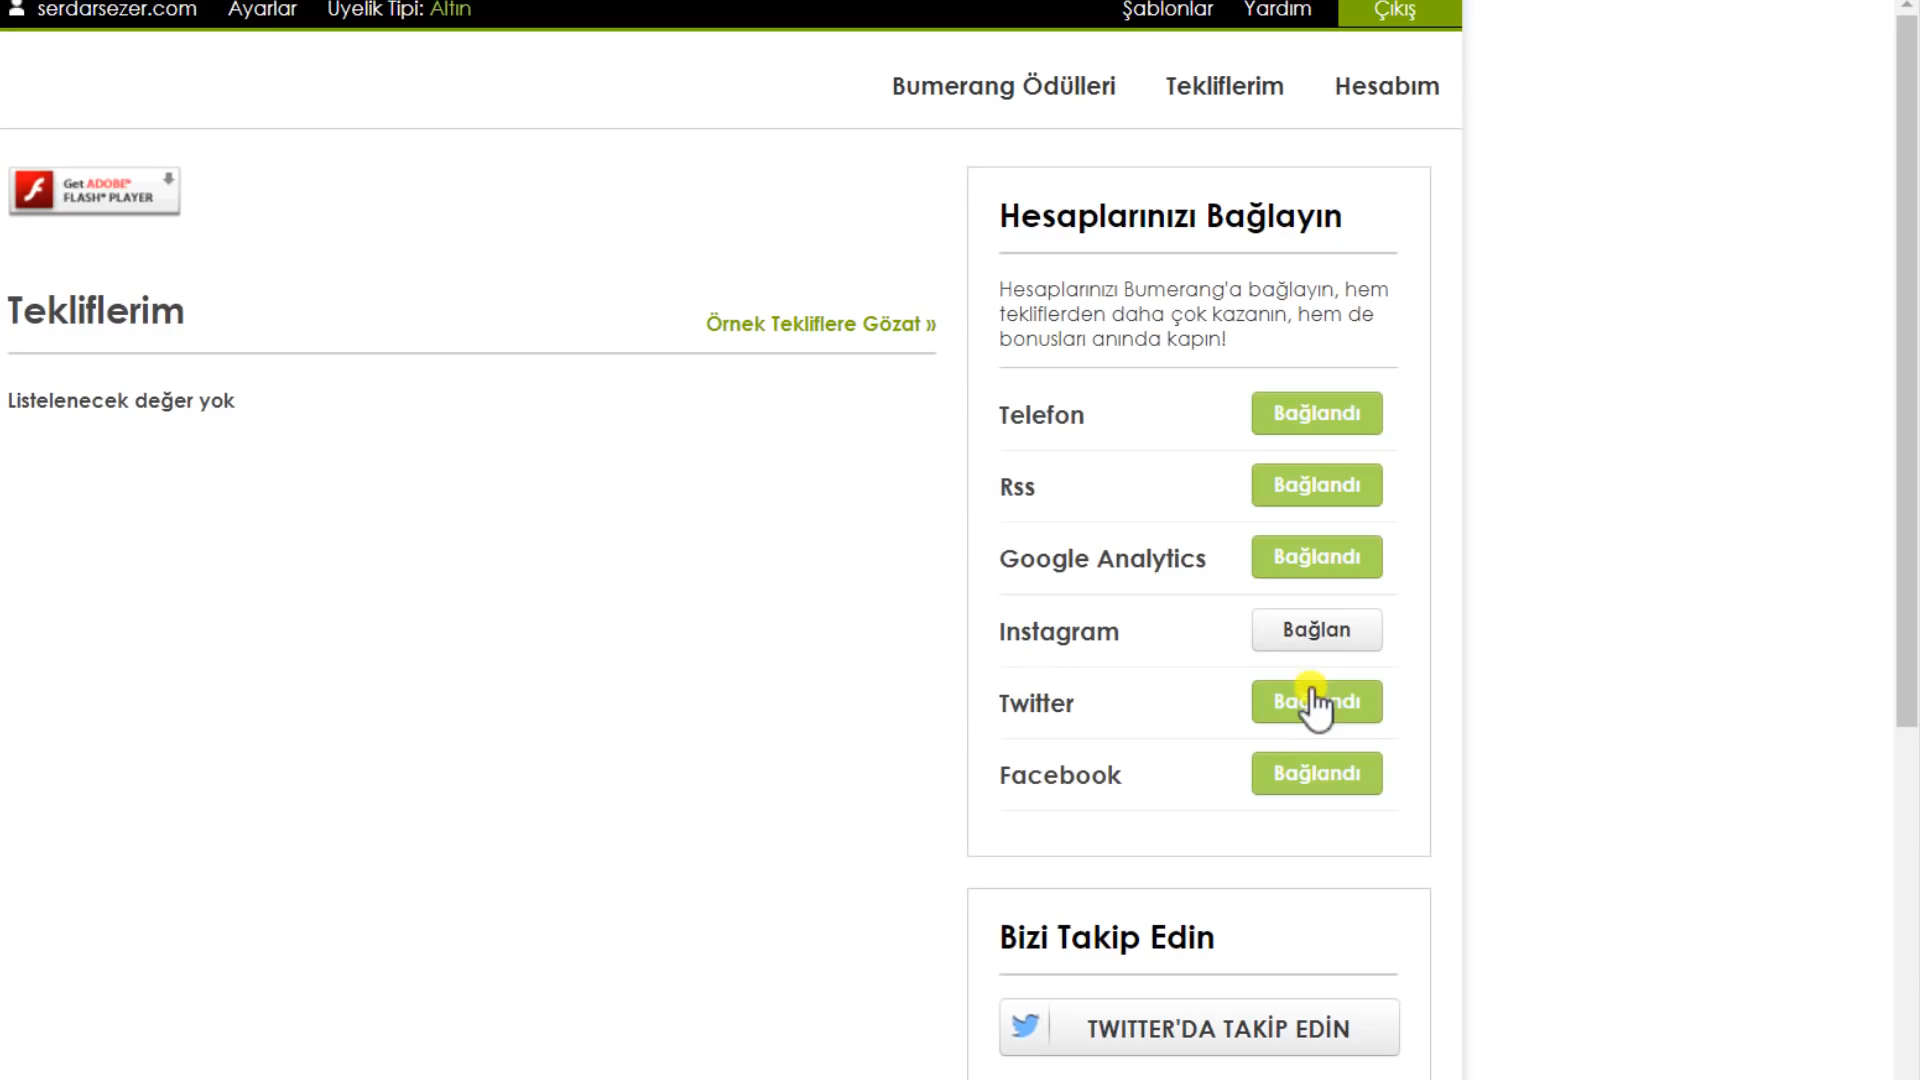 serdarsezer.com Ayarlar Üyelik Tipi: Altın Şablonlar Yardım Çıkış
Bumerang Ödülleri Tekliflerim Hesabım
Get ADOBE®
FLASH® PLAYER
Tekliflerim
Örnek Tekliflere Gözat »
Listelenecek değer yok
Hesaplarınızı Bağlayın
Hesaplarınızı Bumerang'a bağlayın, hem
tekliflerden daha çok kazanın, hem de
bonusları anında kapın!
Telefon Bağlandı
Rss Bağlandı
Google Analytics Bağlandı
Instagram Bağlan
Twitter Bağlandı
Facebook Bağlandı
Bizi Takip Edin
TWITTER'DA TAKİP EDİN